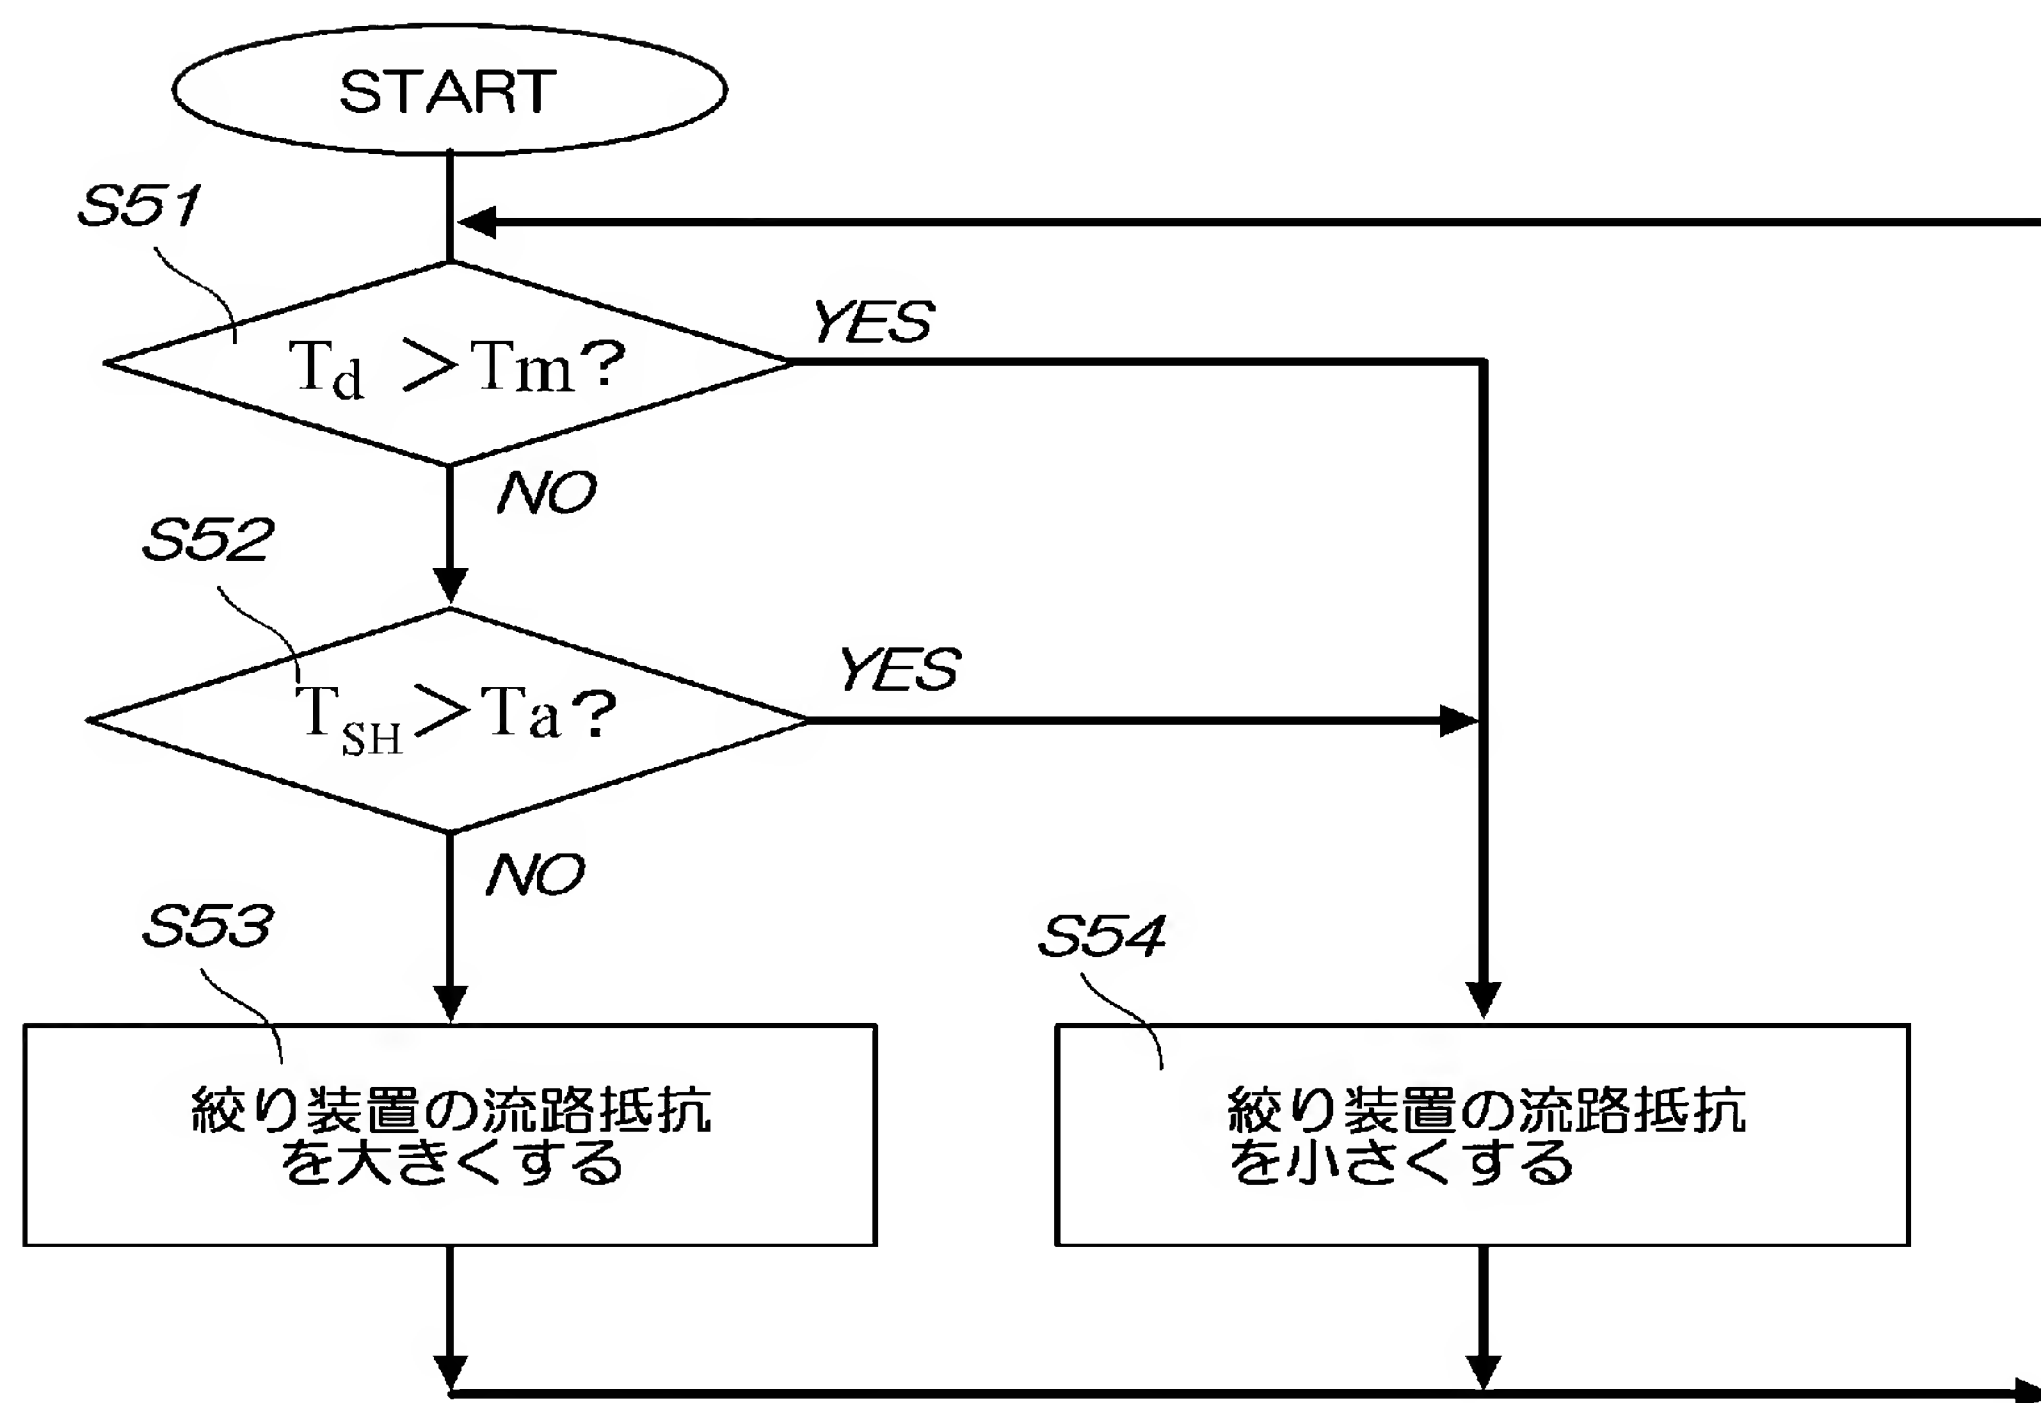 START
S51
T_d ＞Tm？
YES
NO
S52
T_SH＞Ta？
YES
NO
S53
絞り装置の流路抵抗
を大きくする
S54
絞り装置の流路抵抗
を小さくする